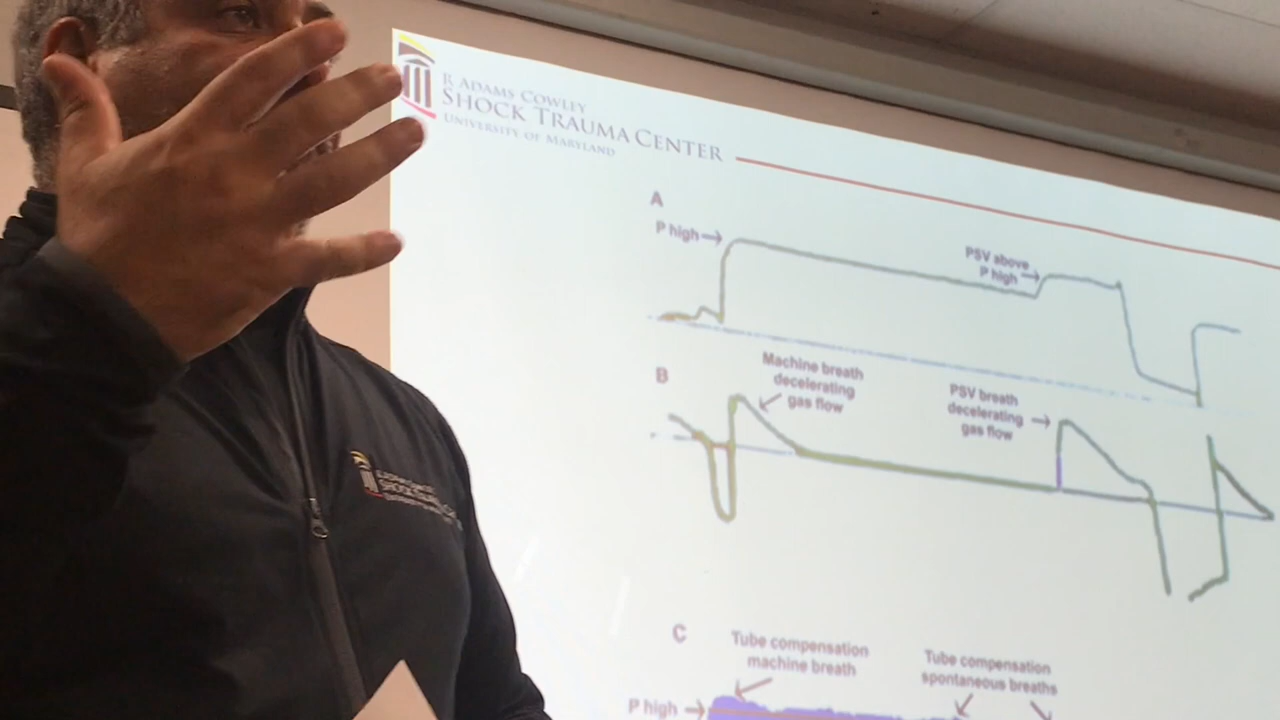 R ADAMS COWLEY
SHOCK TRAUMA CENTER
UNIVERSITY OF MARYLAND
A
P high
PSV above
P high
B
Machine breath
decelerating
gas flow
PSV breath
decelerating
gas flow
C
Tube compensation
machine breath
Tube compensation
spontaneous breaths
P high